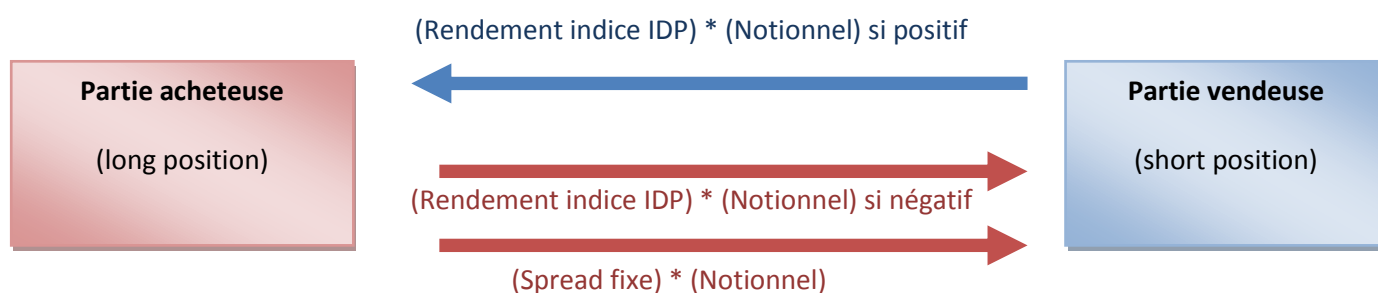 (Rendement indice IDP) * (Notionnel) si positif
Partie acheteuse
(long position)
Partie vendeuse
(short position)
(Rendement indice IDP) * (Notionnel) si négatif
(Spread fixe) * (Notionnel)